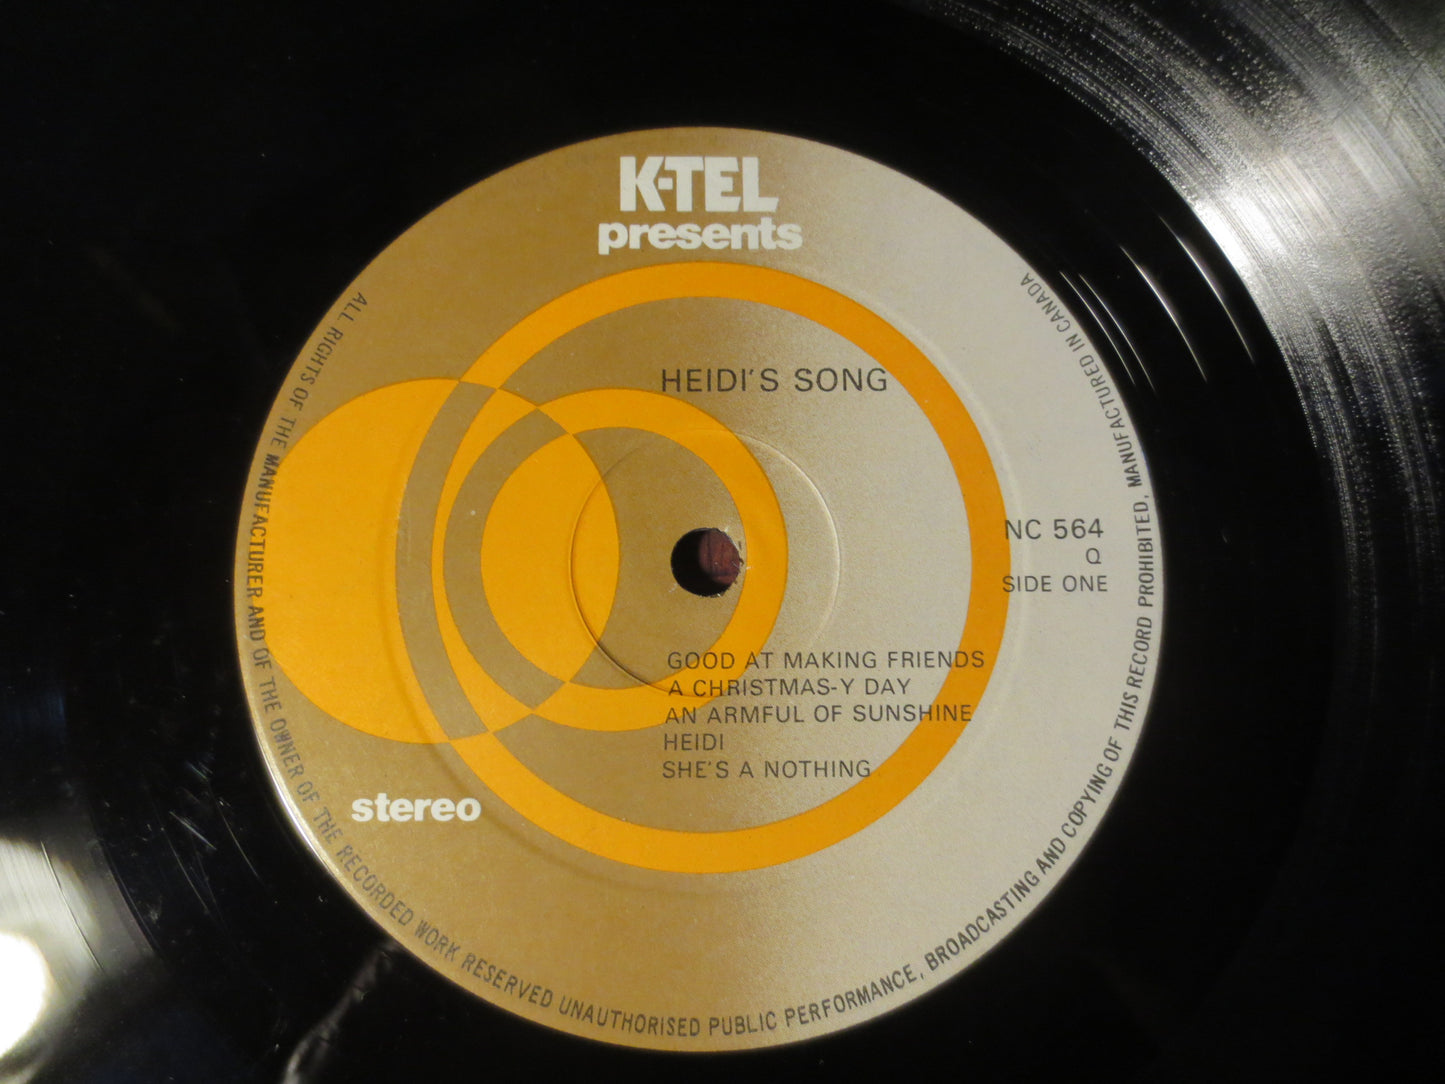 K-TEL
presents
HEIDI'S SONG
NC 564
Q
SIDE ONE
GOOD AT MAKING FRIENDS
A CHRISTMAS-Y DAY
AN ARMFUL OF SUNSHINE
HEIDI
SHE'S A NOTHING
stereo
ALL RIGHTS OF THE MANUFACTURER AND OF THE OWNER OF THE RECORDED WORK RESERVED UNAUTHORISED PUBLIC PERFORMANCE, BROADCASTING AND COPYING OF THIS RECORD PROHIBITED, MANUFACTURED IN CANADA